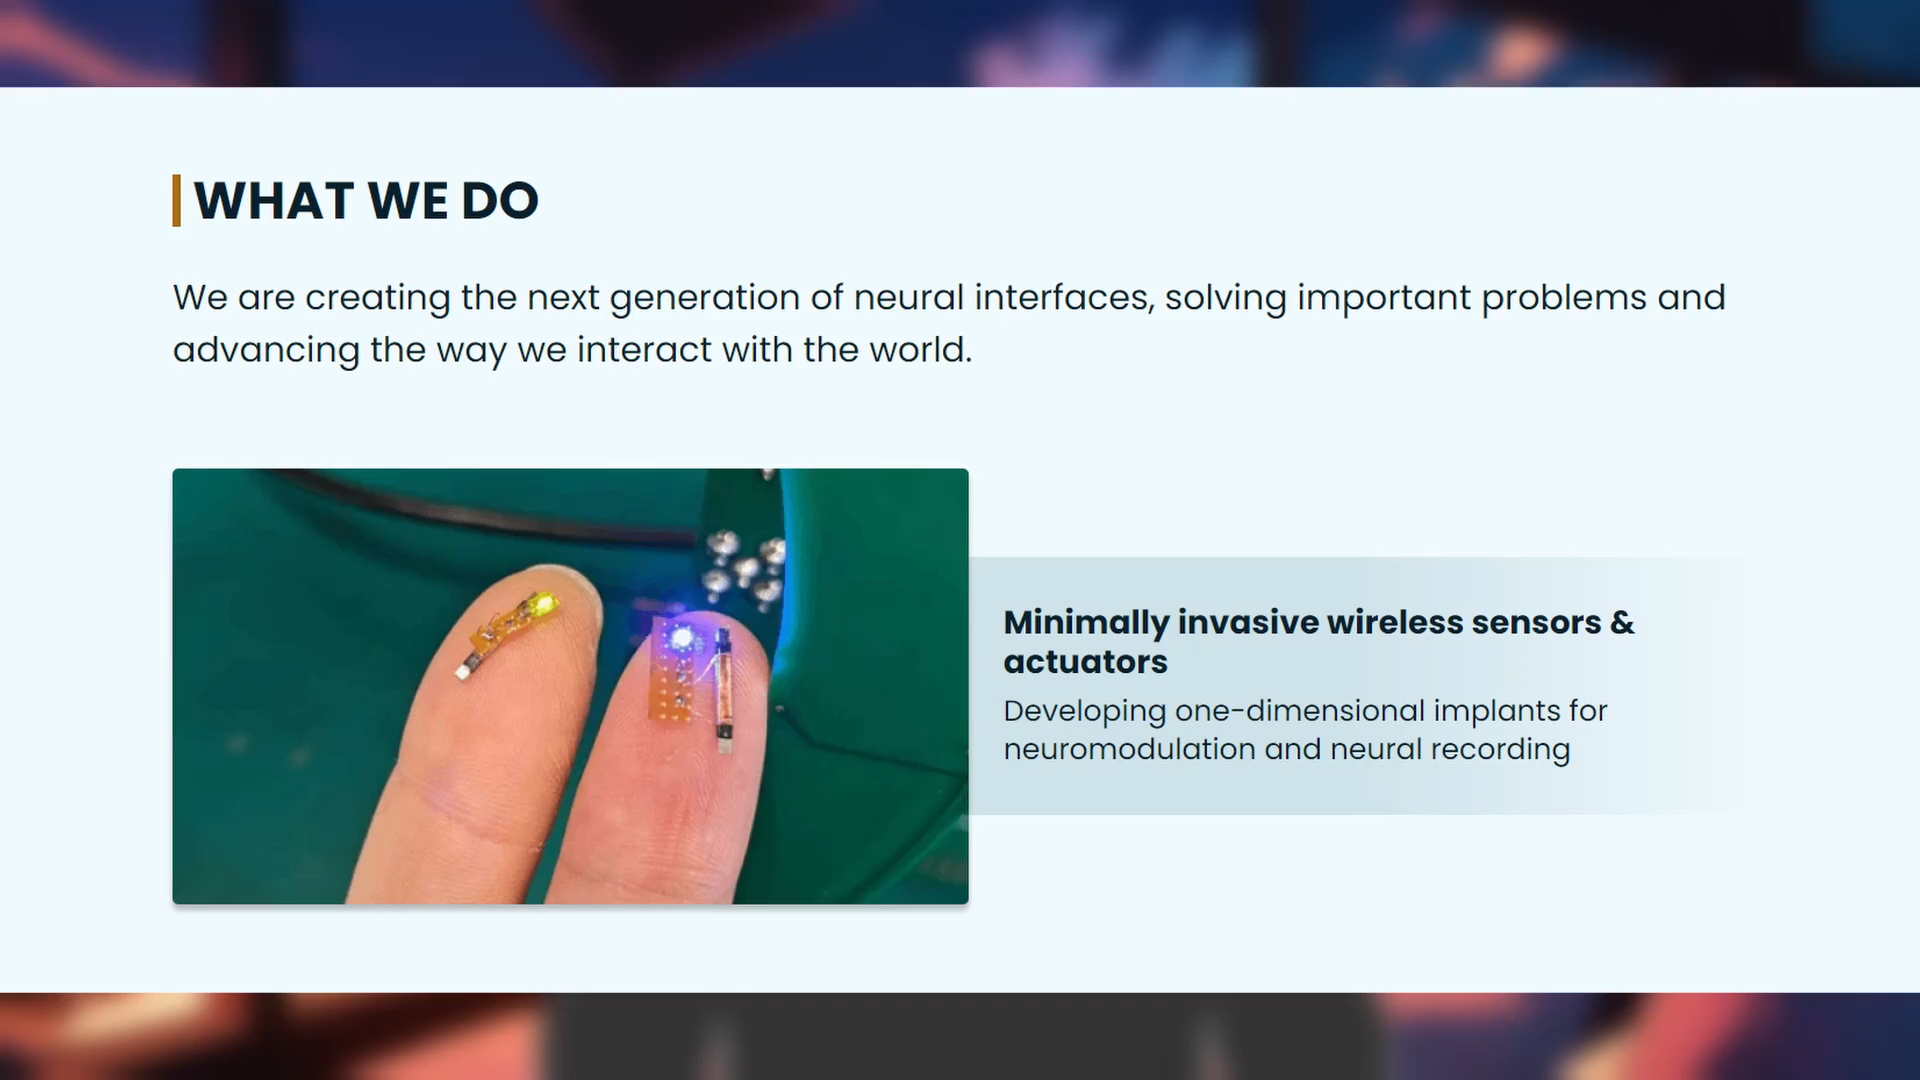 WHAT WE DO
We are creating the next generation of neural interfaces, solving important problems and
advancing the way we interact with the world.
Minimally invasive wireless sensors &
actuators
Developing one-dimensional implants for
neuromodulation and neural recording